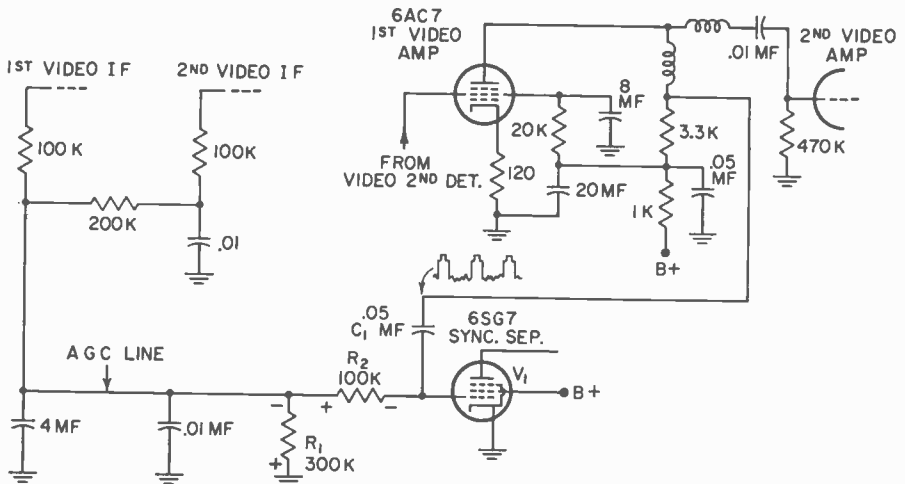 6AC7
1ST VIDEO
AMP
.01 MF
2ND VIDEO
AMP
1ST VIDEO IF
2ND VIDEO IF
100K
100K
200K
.01
FROM
VIDEO 2ND DET.
20K
8
MF
3.3K
470K
120
20MF
.05
MF
1K
B+
.05
C1 MF
6SG7
SYNC. SEP.
V1
B+
AGC LINE
R2
100K
+
-
-
4MF
.01MF
R1
+
300K